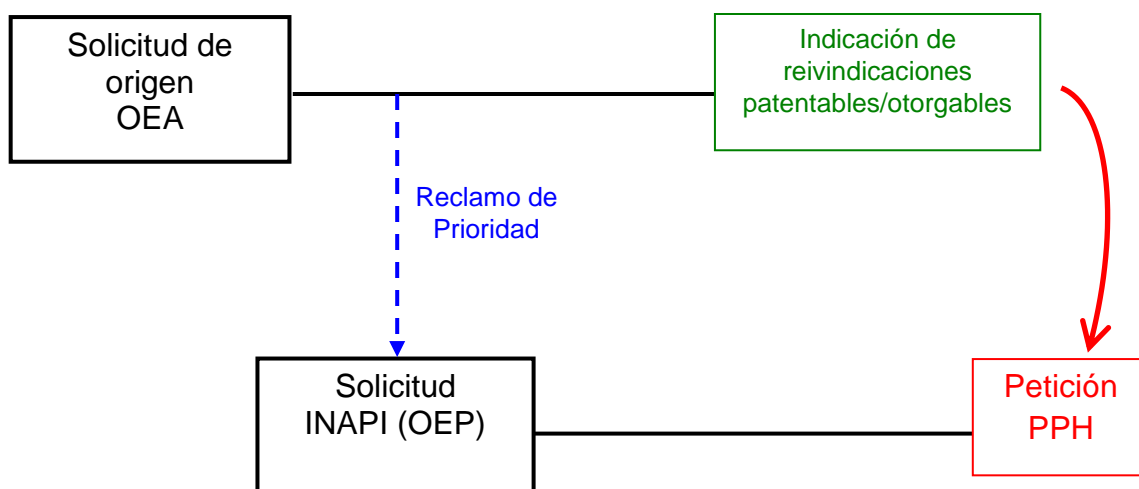 Solicitud de
origen
OEA
Indicación de
reivindicaciones
patentables/otorgables
Reclamo de
Prioridad
Solicitud
INAPI (OEP)
Petición
PPH